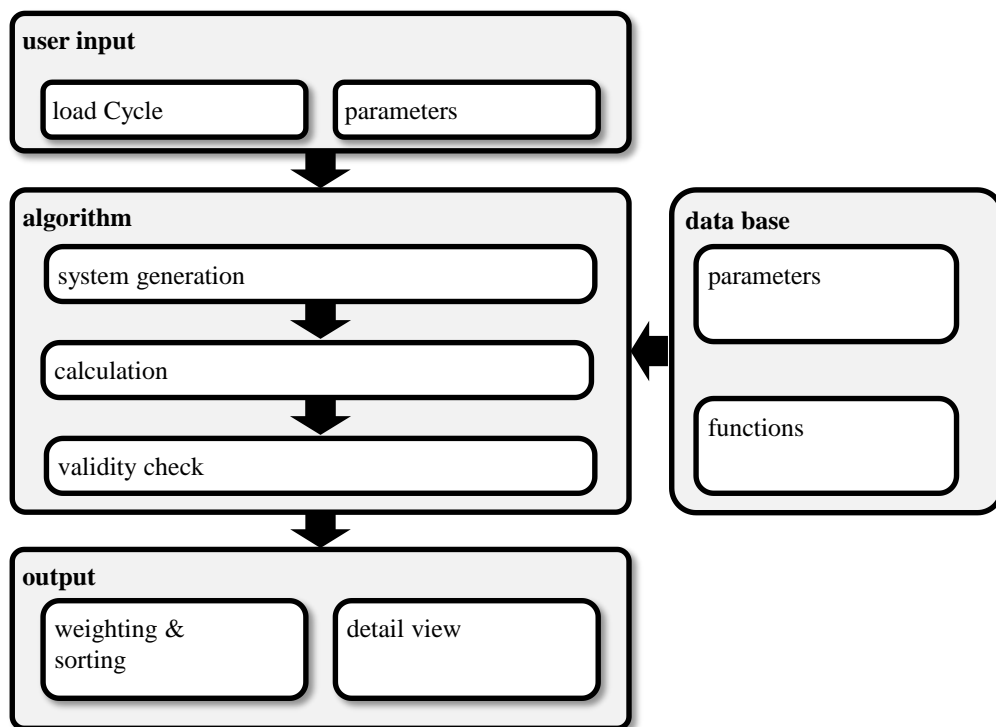 user input
load Cycle
parameters
algorithm
system generation
calculation
validity check
data base
parameters
functions
output
weighting &
sorting
detail view